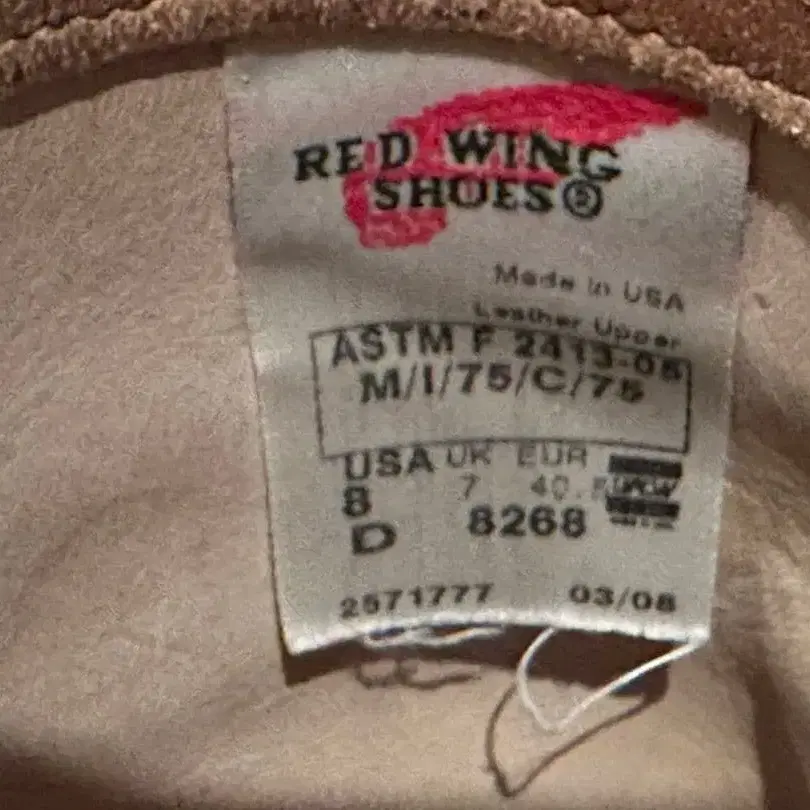 RED WING
SHOES®
Made in USA
Leather Upper
ASTM F 2413-05
M/I/75/C/75
USA UK EUR
8 7 40.5
D 8268
2571777 03/08